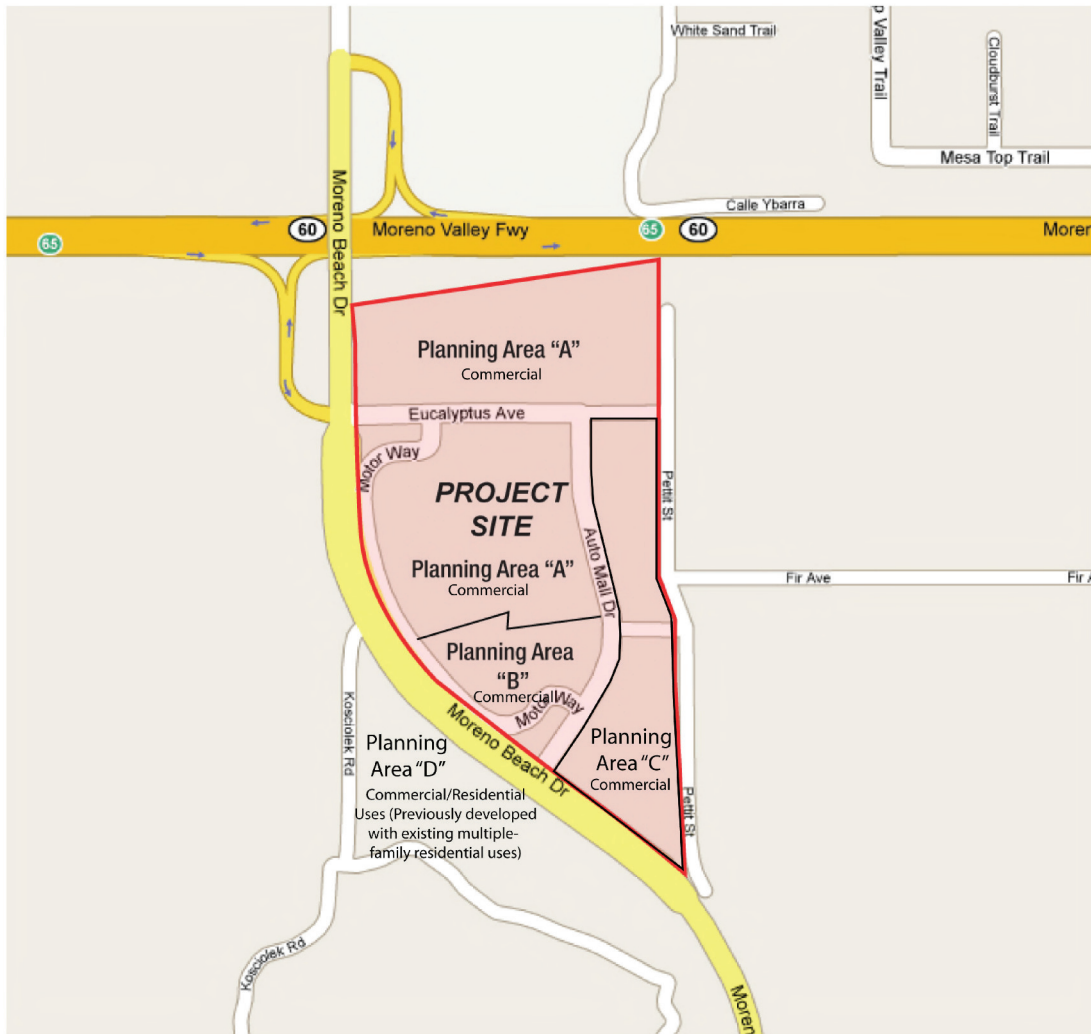 White Sand Trail
p Valley Trail
Cloudburst Trail
Mesa Top Trail
Calle Ybarra
Moreno Beach Dr
60
Moreno Valley Fwy
65
60
Moren
65
Planning Area “A”
Commercial
Eucalyptus Ave
Motor Way
PROJECT
SITE
Pettit St
Auto Mall Dr
Planning Area “A”
Commercial
Fir Ave
Fir A
Planning Area
“B”
Commerciall
Motor Way
Kosciolek Rd
Moreno Beach Dr
Planning
Area “D”
Commercial/Residential
Uses (Previously developed
with existing multiple-
family residential uses)
Planning
Area “C”
Commercial
Pettit St
Kosciolek Rd
Moren